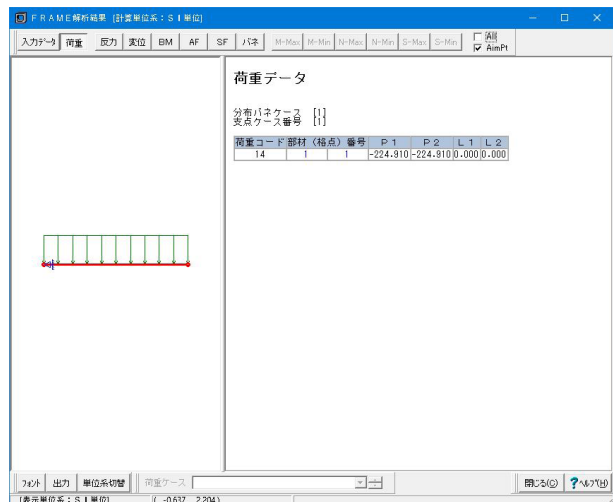 ＦＲＡＭＥ解析結果 [計算単位系：ＳＩ単位]
入力ﾃﾞｰﾀ 荷重 反力 変位 BM AF SF バネ M-Max M-Min N-Max N-Min S-Max S-Min All
AimPt
荷重データ
分布バネケース [1]
支点ケース番号 [1]
荷重コード 部材（格点）番号 Ｐ１ Ｐ２ Ｌ１ Ｌ２
14 1 1 -224.910 -224.910 0.000 0.000
ﾌｫﾝﾄ 出力 単位系切替 荷重ケース 閉じる(C) ?ﾍﾙﾌﾟ(H)
[表示単位系：ＳＩ単位] ( -0.637, 2.204)